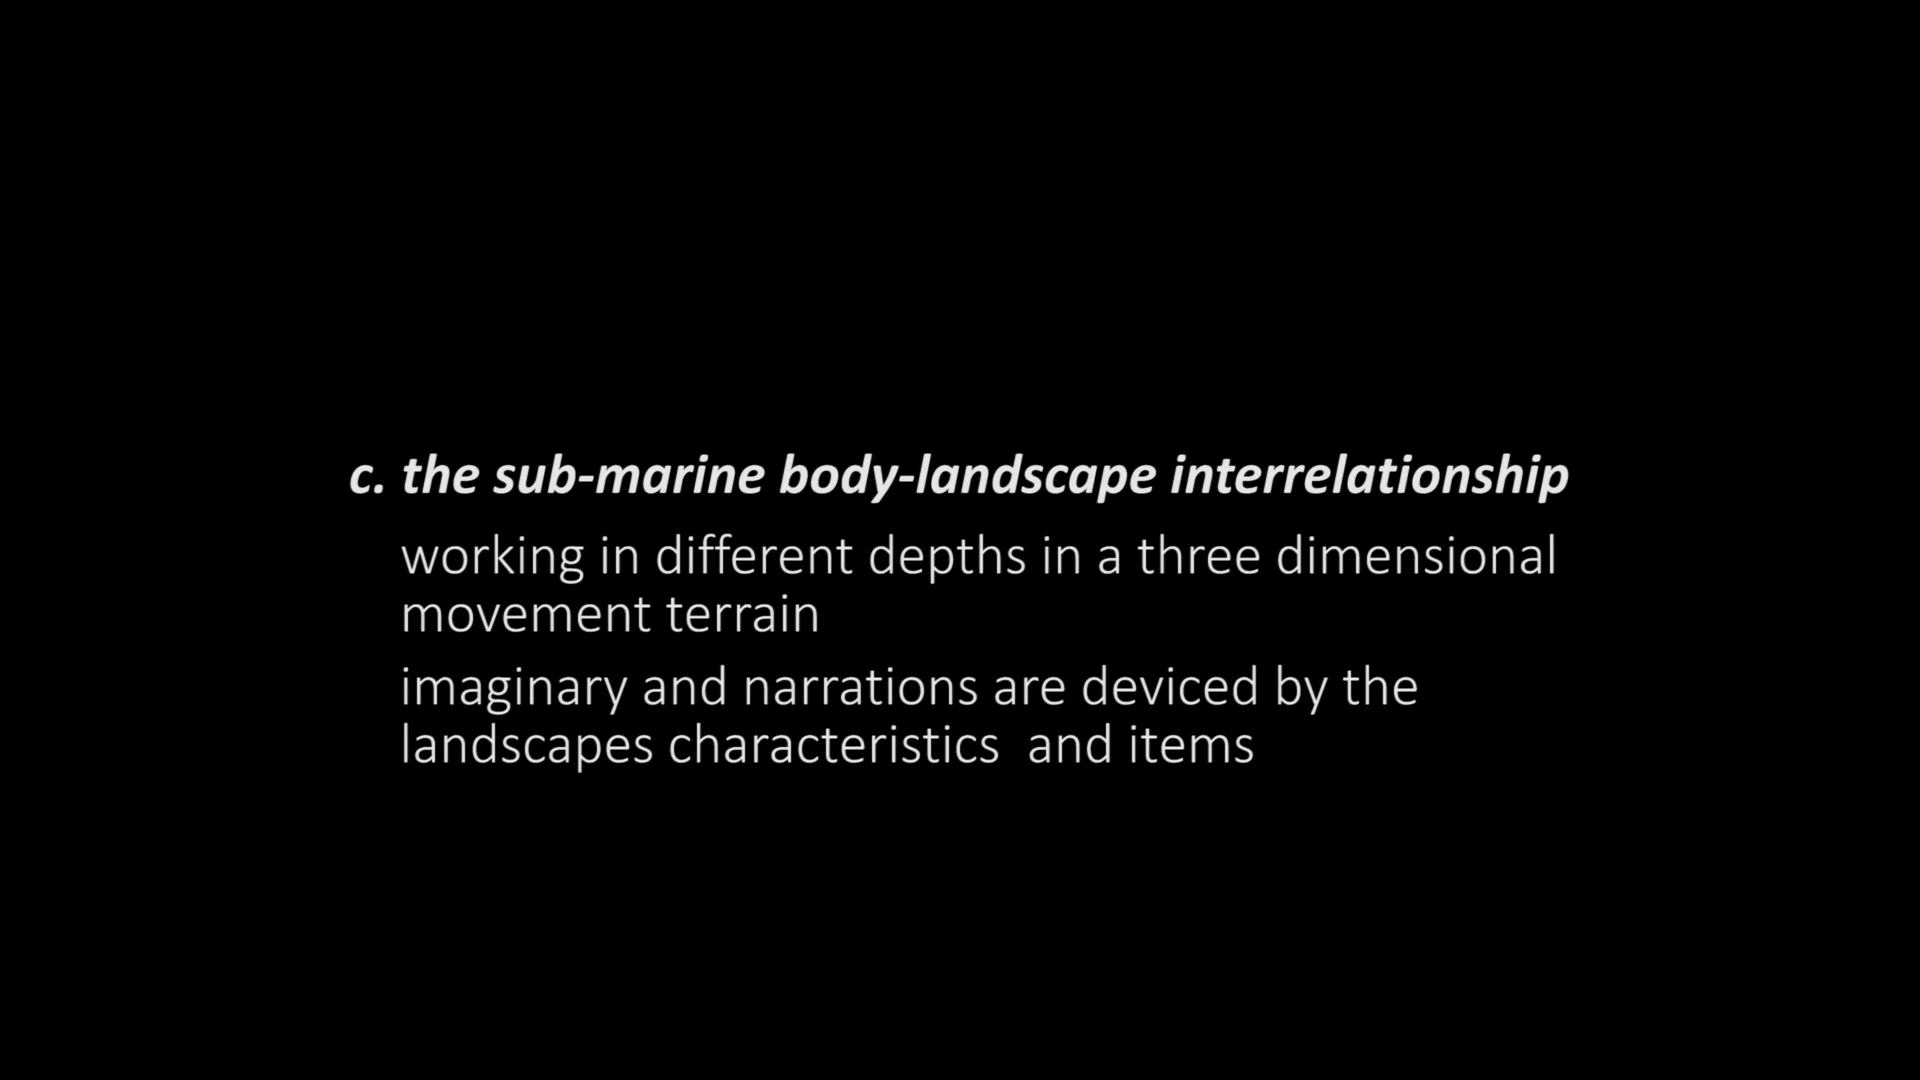 c. the sub-marine body-landscape interrelationship
working in different depths in a three dimensional
movement terrain
imaginary and narrations are deviced by the
landscapes characteristics  and items